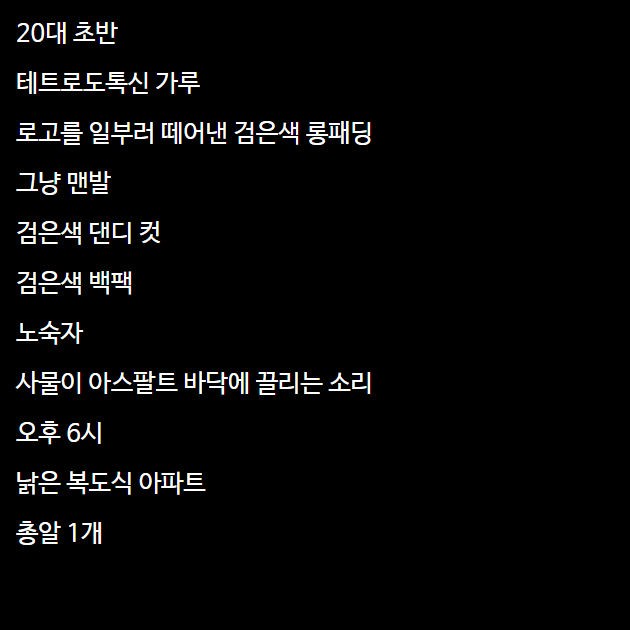 20대 초반
테트로도톡신 가루
로고를 일부러 떼어낸 검은색 롱패딩
그냥 맨발
검은색 댄디 컷
검은색 백팩
노숙자
사물이 아스팔트 바닥에 끌리는 소리
오후 6시
낡은 복도식 아파트
총알 1개